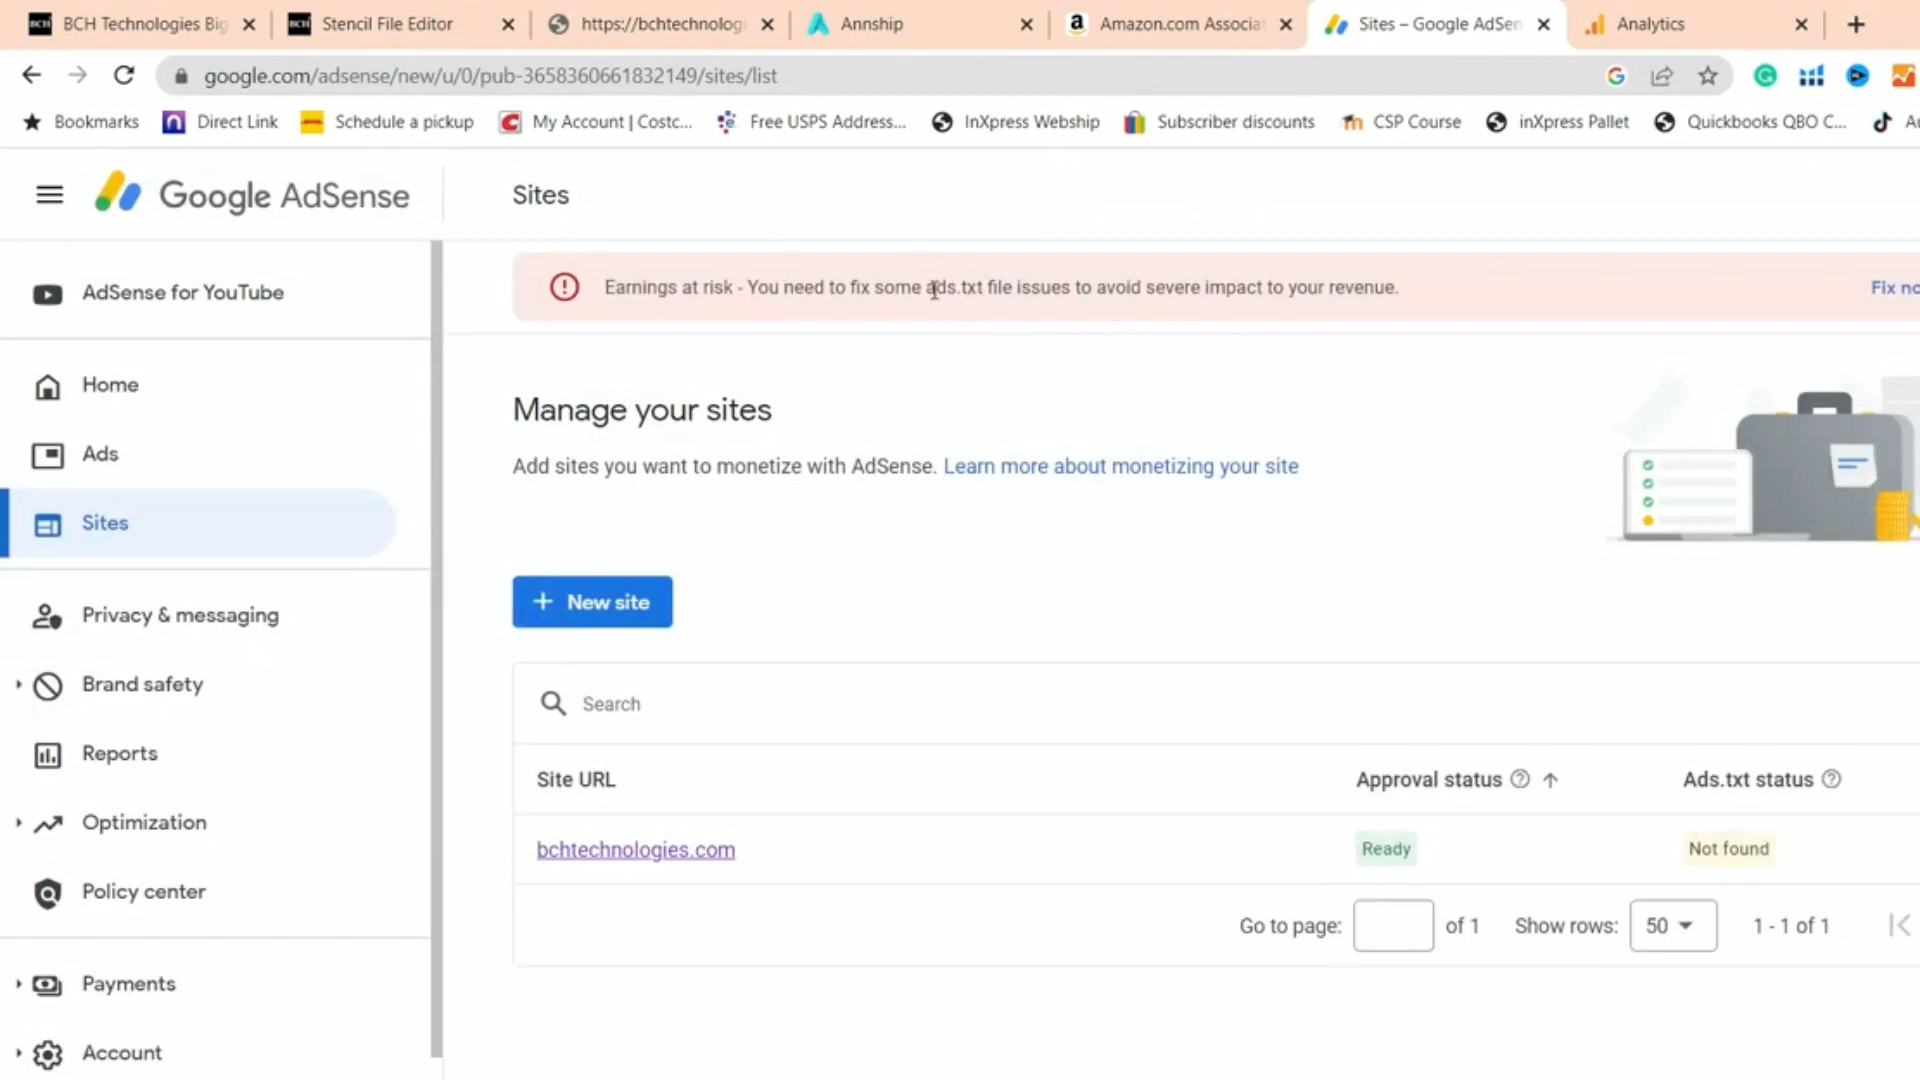 BCH Technologies Big
Stencil File Editor
https://bchtechnologi
Annship
Amazon.com Associat
Sites – Google AdSen
Analytics
google.com/adsense/new/u/0/pub-3658360661832149/sites/list
Bookmarks
Direct Link
Schedule a pickup
My Account | Costc...
Free USPS Address...
InXpress Webship
Subscriber discounts
CSP Course
inXpress Pallet
Quickbooks QBO C...
Google AdSense
Sites
AdSense for YouTube
Home
Ads
Sites
Privacy & messaging
Brand safety
Reports
Optimization
Policy center
Payments
Account
Earnings at risk - You need to fix some ads.txt file issues to avoid severe impact to your revenue.
Fix no
Manage your sites
Add sites you want to monetize with AdSense. Learn more about monetizing your site
+ New site
Search
Site URL
Approval status
Ads.txt status
bchtechnologies.com
Ready
Not found
Go to page:
of 1
Show rows:
50
1 - 1 of 1